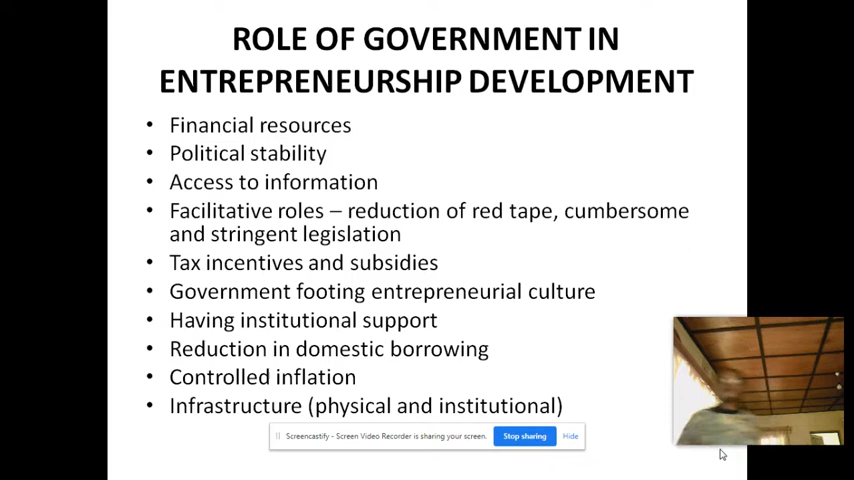 ROLE OF GOVERNMENT IN
ENTREPRENEURSHIP DEVELOPMENT
• Financial resources
• Political stability
• Access to information
• Facilitative roles – reduction of red tape, cumbersome
and stringent legislation
• Tax incentives and subsidies
• Government footing entrepreneurial culture
• Having institutional support
• Reduction in domestic borrowing
• Controlled inflation
• Infrastructure (physical and institutional)
Screencastify - Screen Video Recorder is sharing your screen. Stop sharing Hide